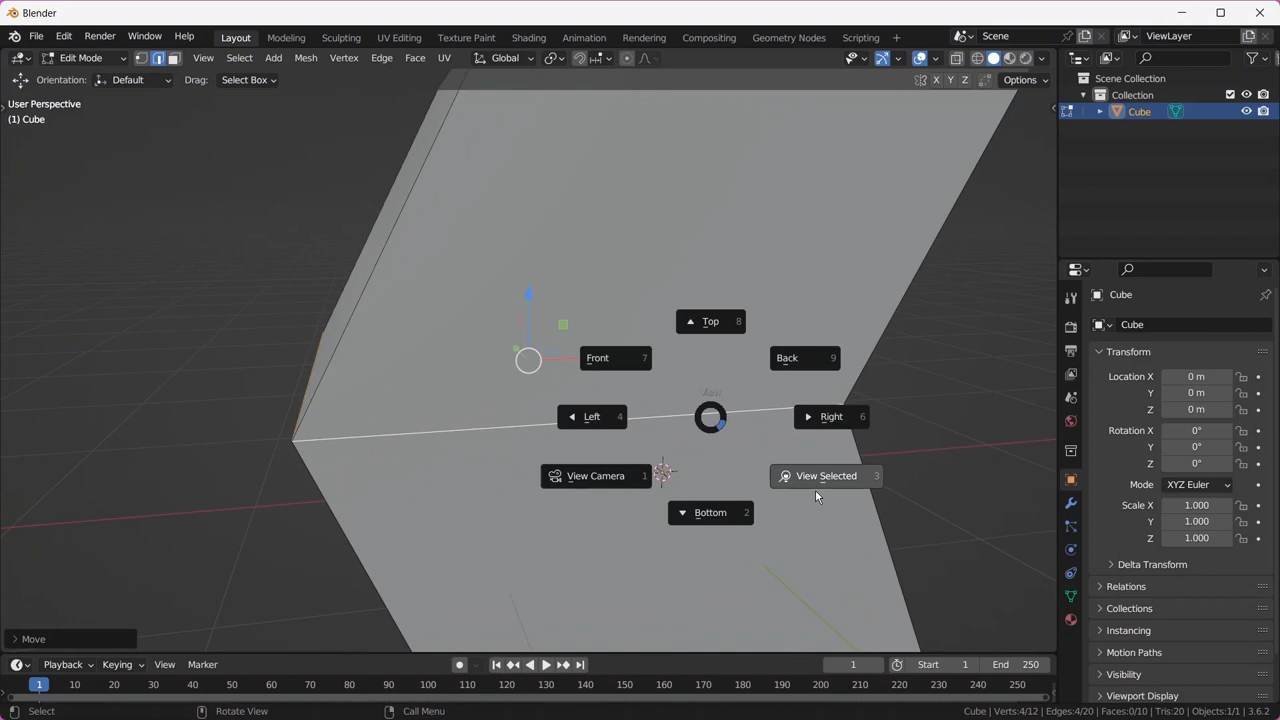 Blender
File Edit Render Window Help Layout Modeling Sculpting UV Editing Texture Paint Shading Animation Rendering Compositing Geometry Nodes Scripting + Scene ViewLayer
Edit Mode View Select Add Mesh Vertex Edge Face UV Global
Orientation: Default Drag: Select Box X Y Z Options
User Perspective
(1) Cube
Scene Collection
Collection
Cube
Top 8
Front 7
Back 9
View
Left 4
Right 6
View Camera 1
View Selected 3
Bottom 2
Move
Cube
Cube
Transform
Location X 0 m
Y 0 m
Z 0 m
Rotation X 0°
Y 0°
Z 0°
Mode XYZ Euler
Scale X 1.000
Y 1.000
Z 1.000
Delta Transform
Relations
Collections
Instancing
Motion Paths
Visibility
Viewport Display
Playback Keying View Marker 1 Start 1 End 250
1 10 20 30 40 50 60 70 80 90 100 110 120 130 140 150 160 170 180 190 200 210 220 230 240 250
Select Rotate View Call Menu Cube | Verts:4/12 | Edges:4/20 | Faces:0/10 | Tris:20 | Objects:1/1 | 3.6.2